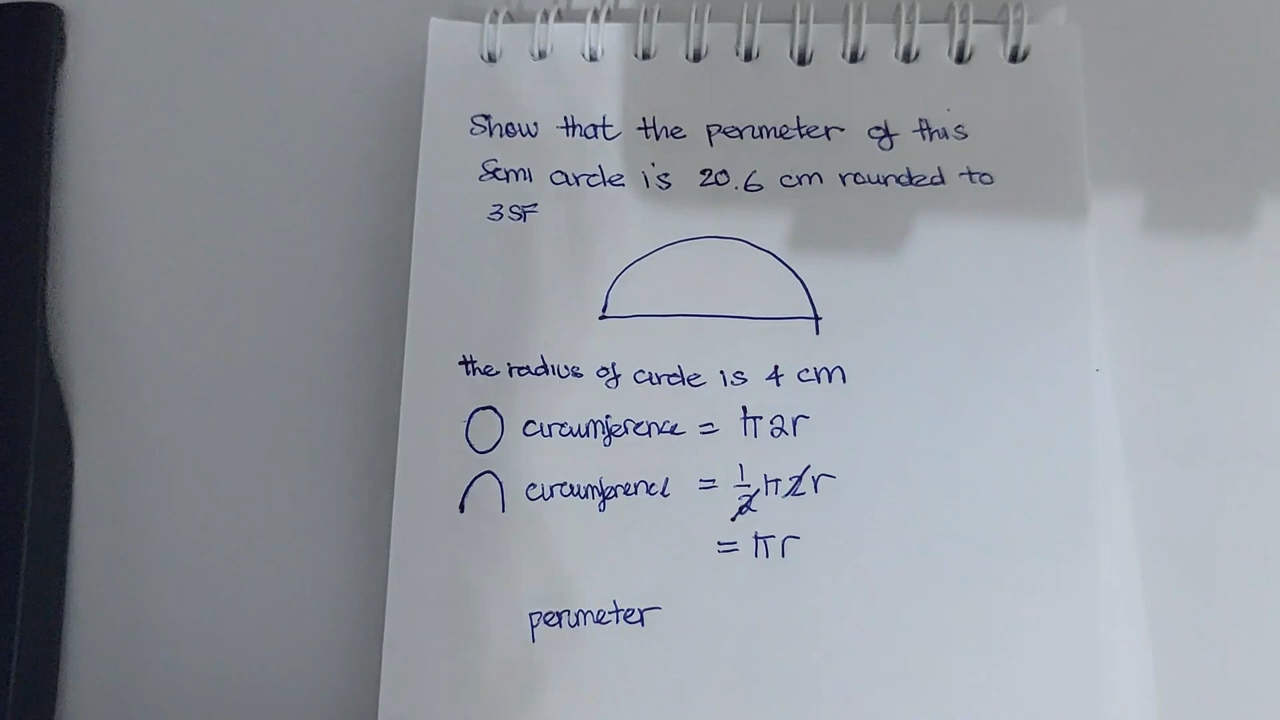 Show that the perimeter of this
Semi circle is 20.6 cm rounded to
3SF
the radius of circle is 4 cm
circumference = π2r
circumference = 1/2 π2r
= πr
perimeter